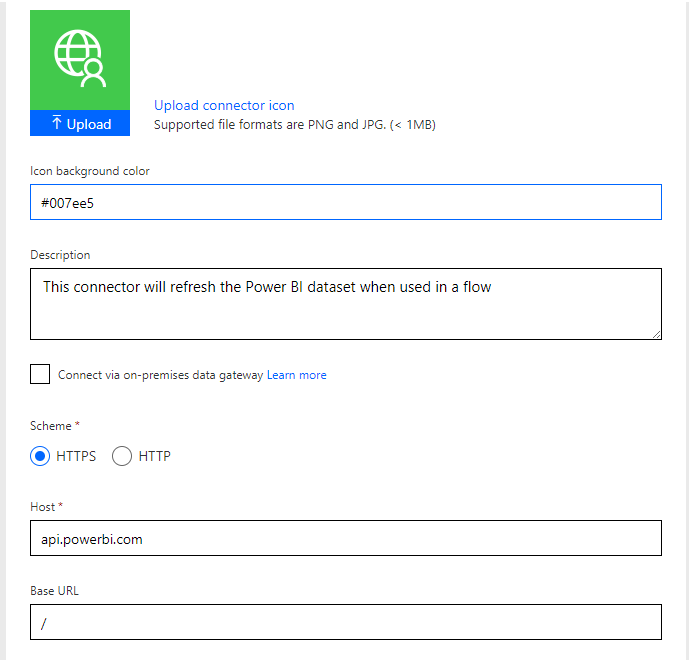 Upload
Upload connector icon
Supported file formats are PNG and JPG. (< 1MB)
Icon background color
#007ee5
Description
This connector will refresh the Power BI dataset when used in a flow
Connect via on-premises data gateway Learn more
Scheme *
HTTPS HTTP
Host *
api.powerbi.com
Base URL
/